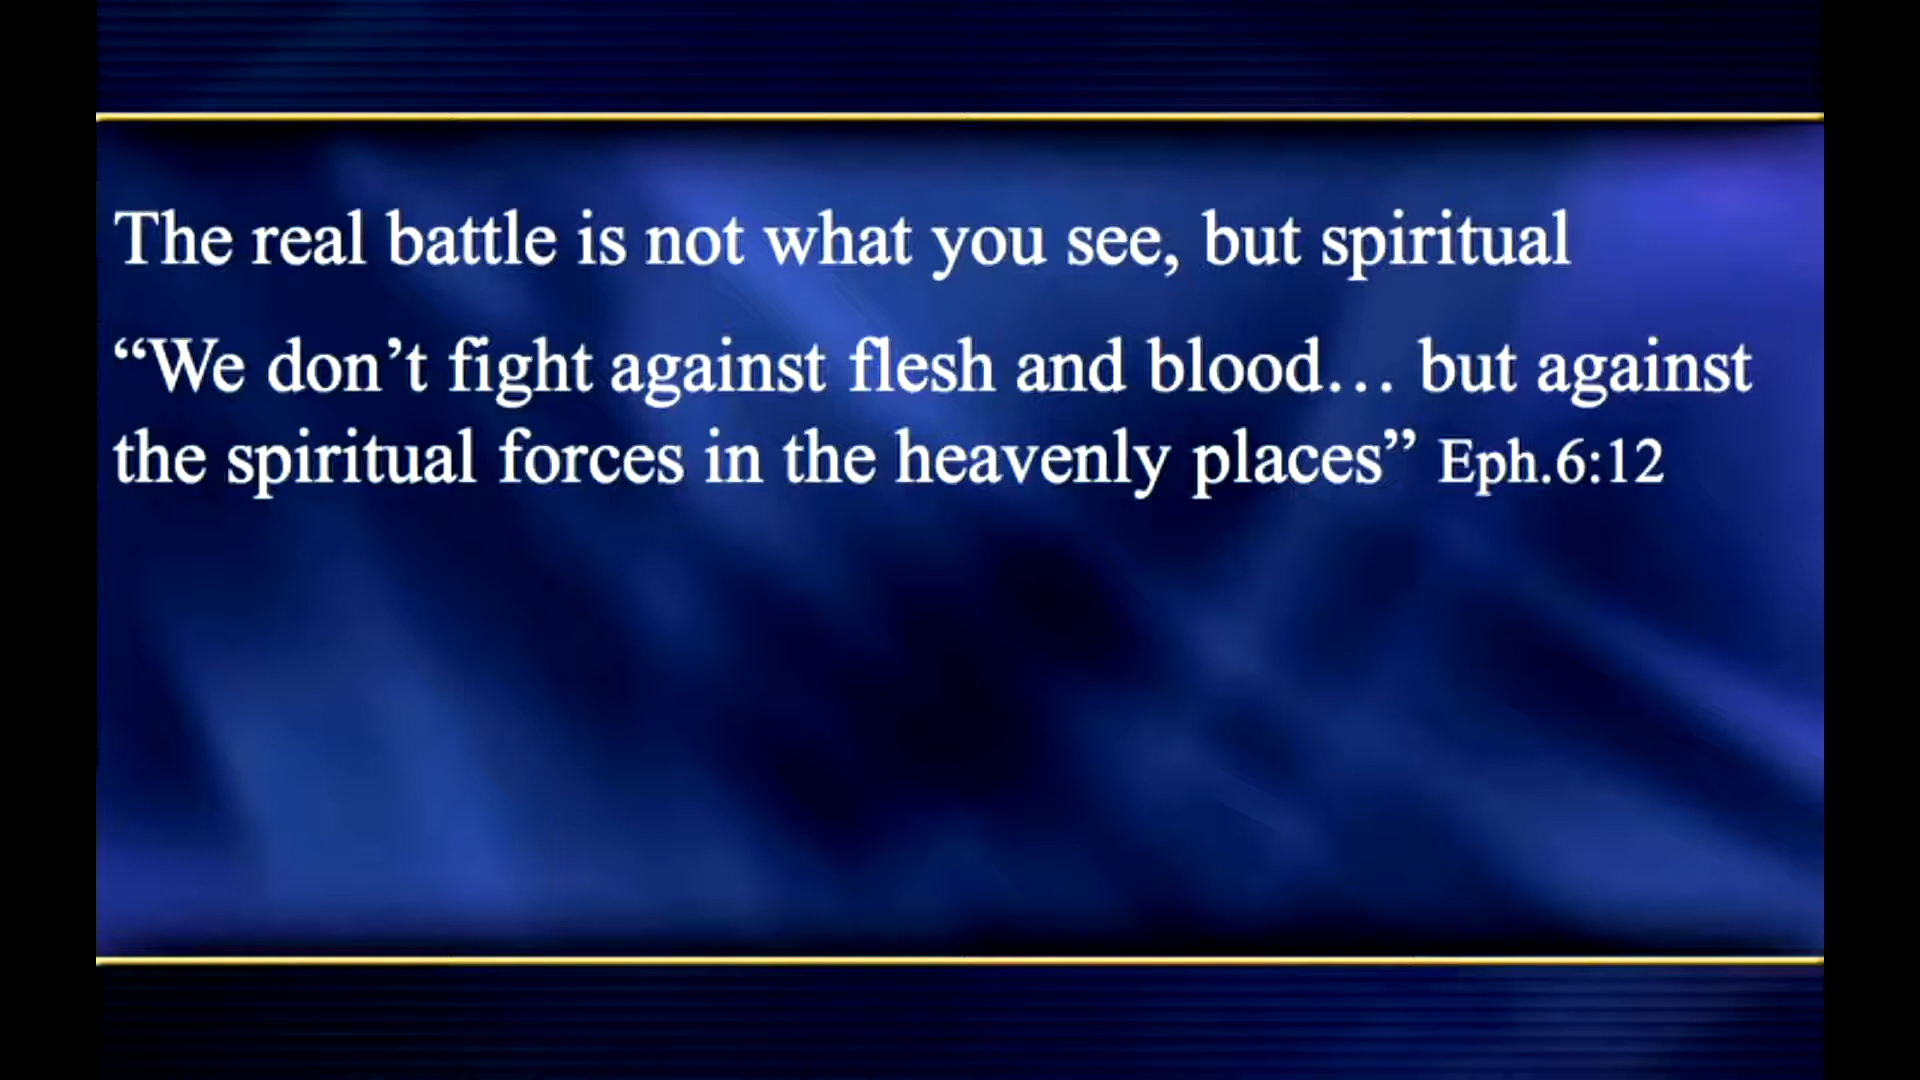 The real battle is not what you see, but spiritual
“We don’t fight against flesh and blood… but against
the spiritual forces in the heavenly places” Eph.6:12